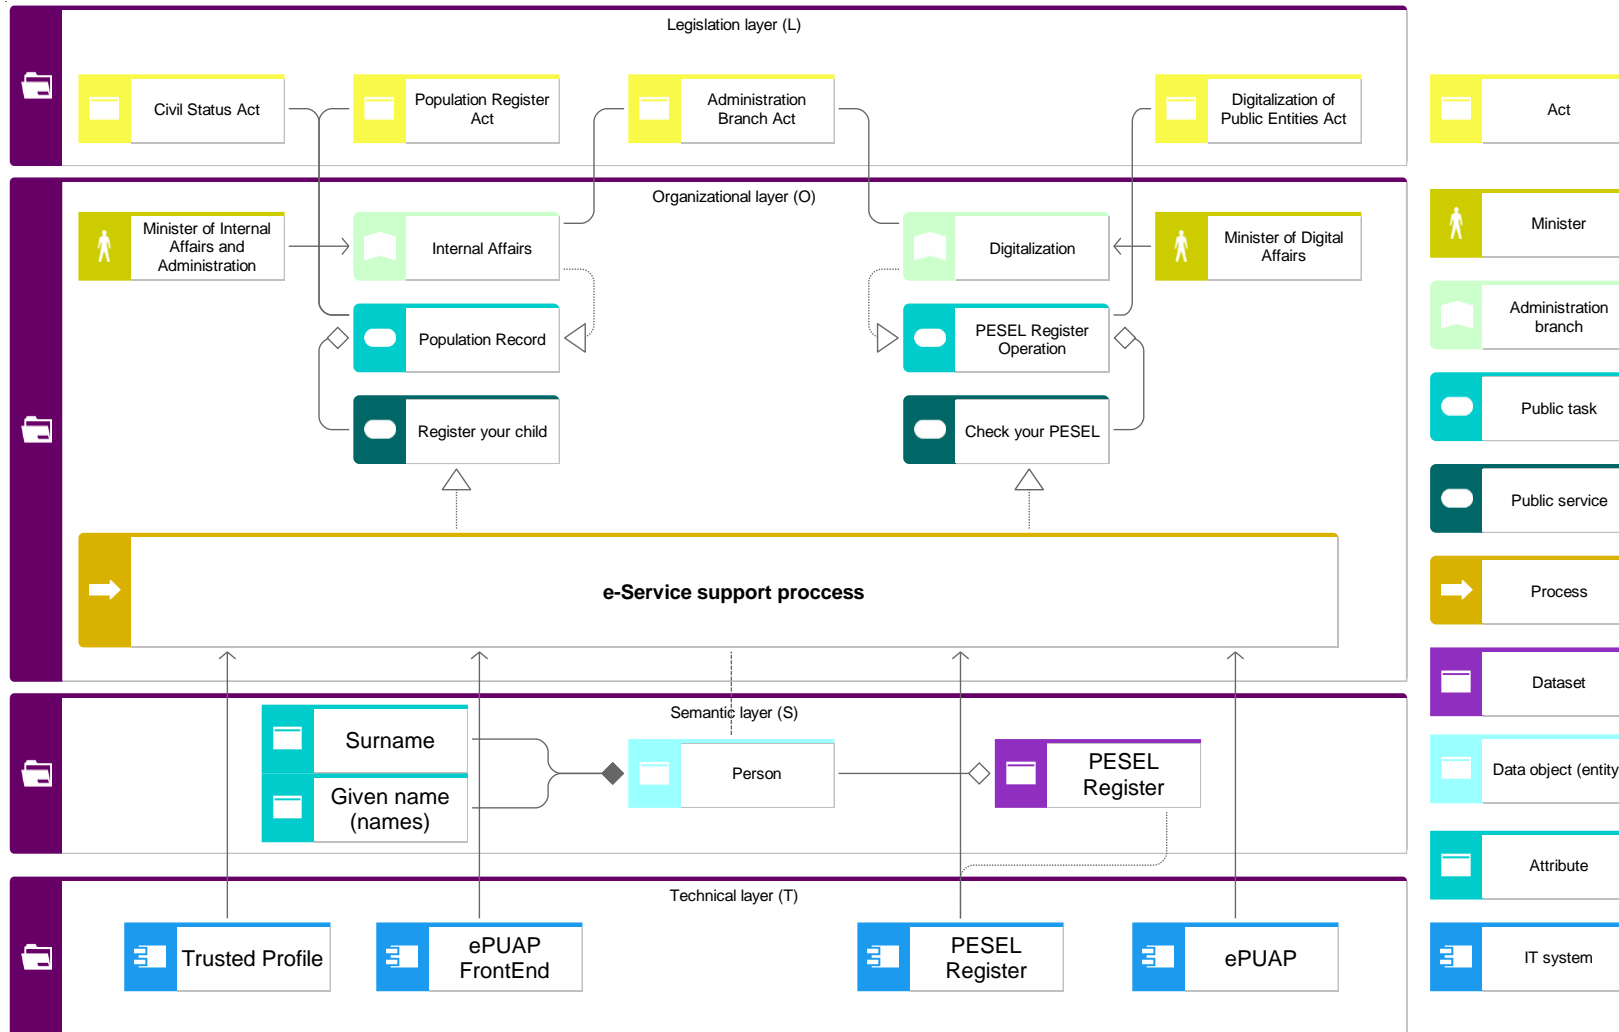 Legislation layer (L)
Civil Status Act
Population Register
Act
Administration
Branch Act
Digitalization of
Public Entities Act
Act
Organizational layer (O)
Minister of Internal
Affairs and
Administration
Internal Affairs
Digitalization
Minister of Digital
Affairs
Minister
Population Record
PESEL Register
Operation
Administration
branch
Register your child
Check your PESEL
Public task
Public service
e-Service support proccess
Process
Semantic layer (S)
Surname
Given name
(names)
Person
PESEL
Register
Dataset
Data object (entity
Attribute
Technical layer (T)
Trusted Profile
ePUAP
FrontEnd
PESEL
Register
ePUAP
IT system